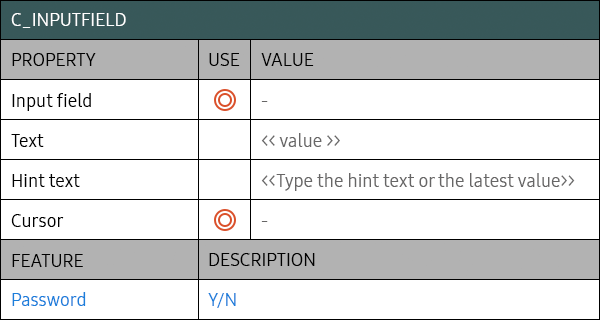 C_INPUTFIELD
PROPERTY USE VALUE
Input field -
Text << value >>
Hint text <<Type the hint text or the latest value>>
Cursor -
FEATURE DESCRIPTION
Password Y/N